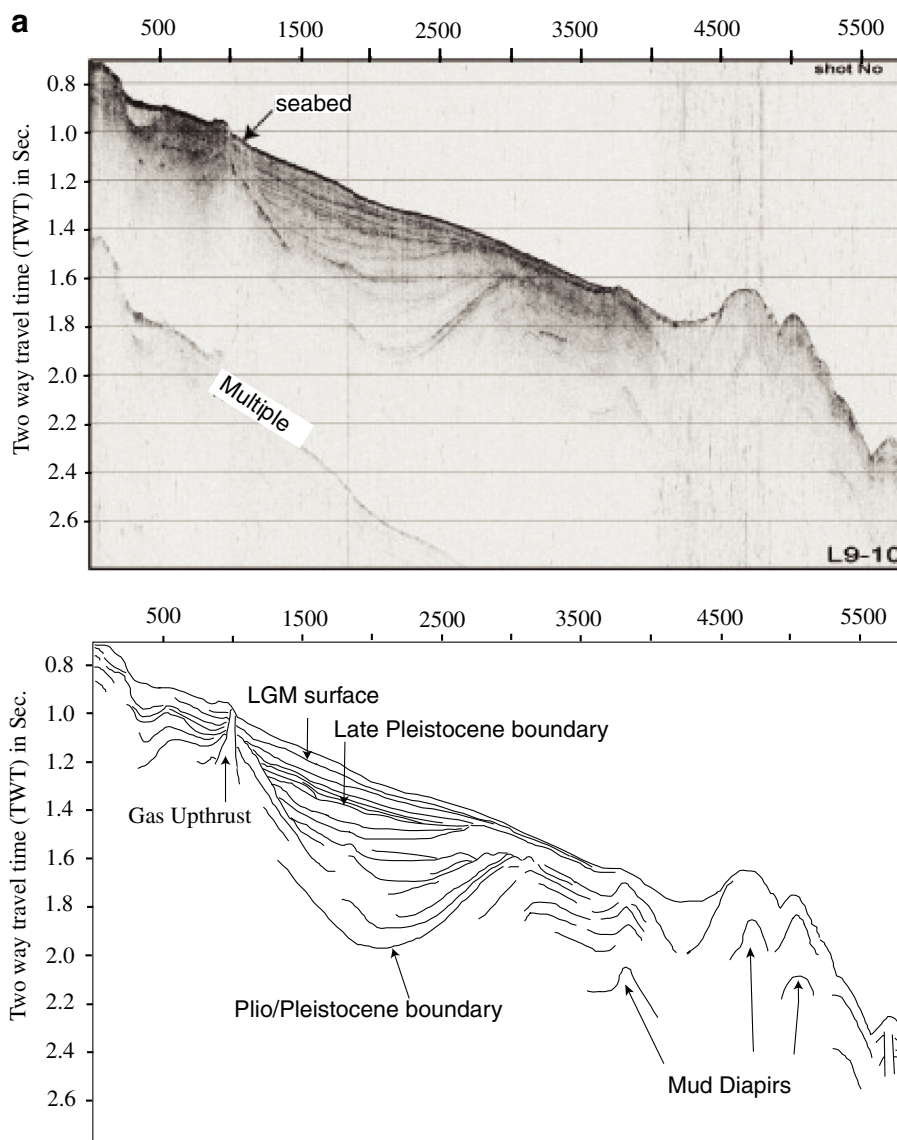 a
500 1500 2500 3500 4500 5500
shot No
Two way travel time (TWT) in Sec.
0.8
1.0
1.2
1.4
1.6
1.8
2.0
2.2
2.4
2.6
seabed
Multiple
L9-10
500 1500 2500 3500 4500 5500
Two way travel time (TWT) in Sec.
0.8
1.0
1.2
1.4
1.6
1.8
2.0
2.2
2.4
2.6
LGM surface
Late Pleistocene boundary
Gas Upthrust
Plio/Pleistocene boundary
Mud Diapirs